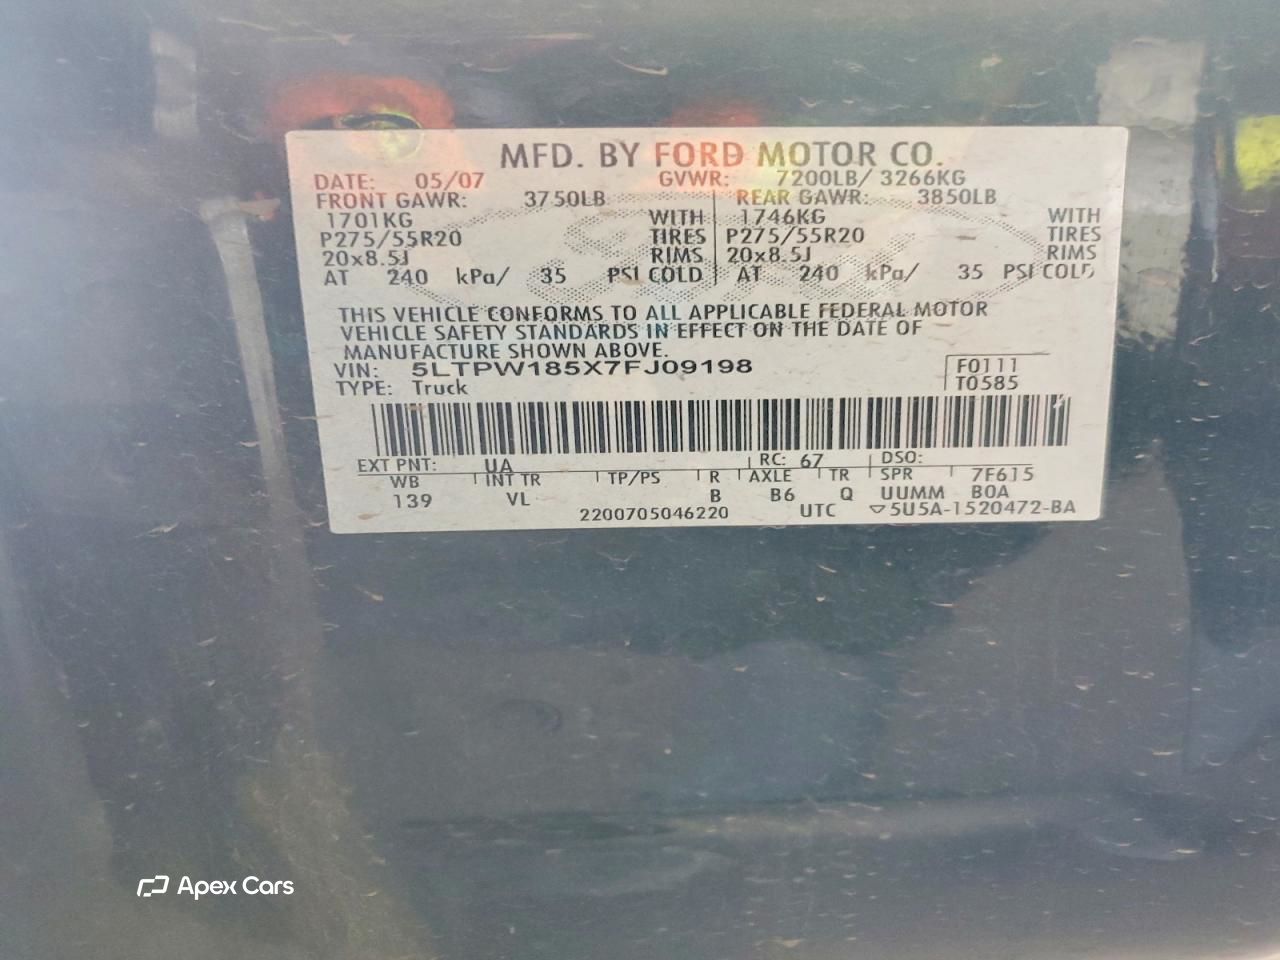 MFD. BY FORD MOTOR CO.
DATE: 05/07 GVWR: 7200LB/ 3266KG
FRONT GAWR: 3750LB REAR GAWR: 3850LB
1701KG WITH 1746KG WITH
P275/55R20 TIRES P275/55R20 TIRES
20x8.5J RIMS 20x8.5J RIMS
AT 240 kPa/ 35 PSI COLD AT 240 kPa/ 35 PSI COLD
THIS VEHICLE CONFORMS TO ALL APPLICABLE FEDERAL MOTOR
VEHICLE SAFETY STANDARDS IN EFFECT ON THE DATE OF
MANUFACTURE SHOWN ABOVE.
VIN: 5LTPW185X7FJ09198 F0111
TYPE: Truck T0585
EXT PNT: UA RC: 67 DSO:
WB INT TR TP/PS R AXLE TR SPR 7F615
139 VL B B6 Q UUMM BOA
2200705046220 UTC ▽5U5A-1520472-BA
Apex Cars